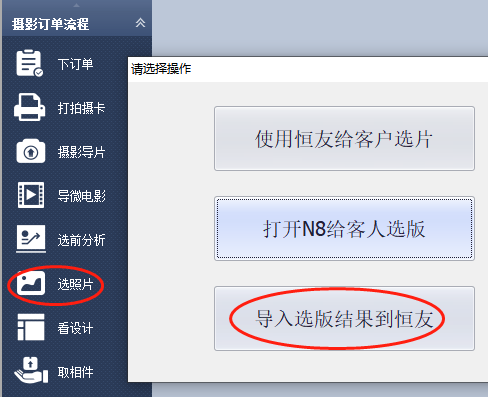 摄影订单流程
下订单
打拍摄卡
摄影导片
导微电影
选前分析
选照片
看设计
取相件
请选择操作
使用恒友给客户选片
打开N8给客人选版
导入选版结果到恒友